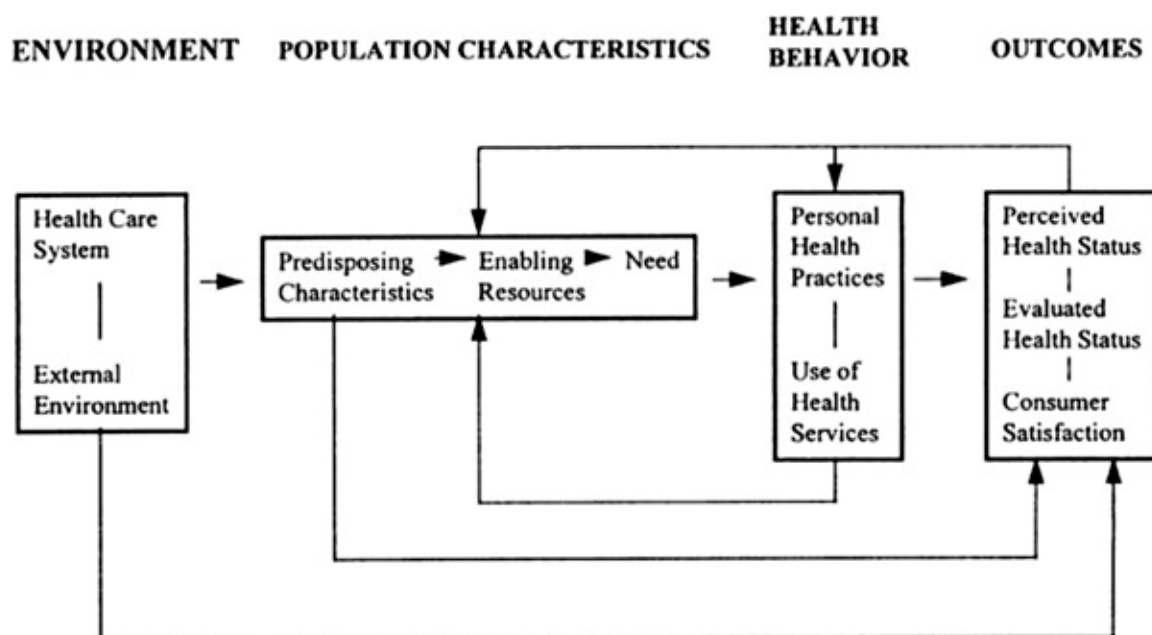 ENVIRONMENT
POPULATION CHARACTERISTICS
HEALTH
BEHAVIOR
OUTCOMES
Health Care
System
External
Environment
Predisposing
Characteristics
Enabling
Resources
Need
Personal
Health
Practices
Use of
Health
Services
Perceived
Health Status
Evaluated
Health Status
Consumer
Satisfaction